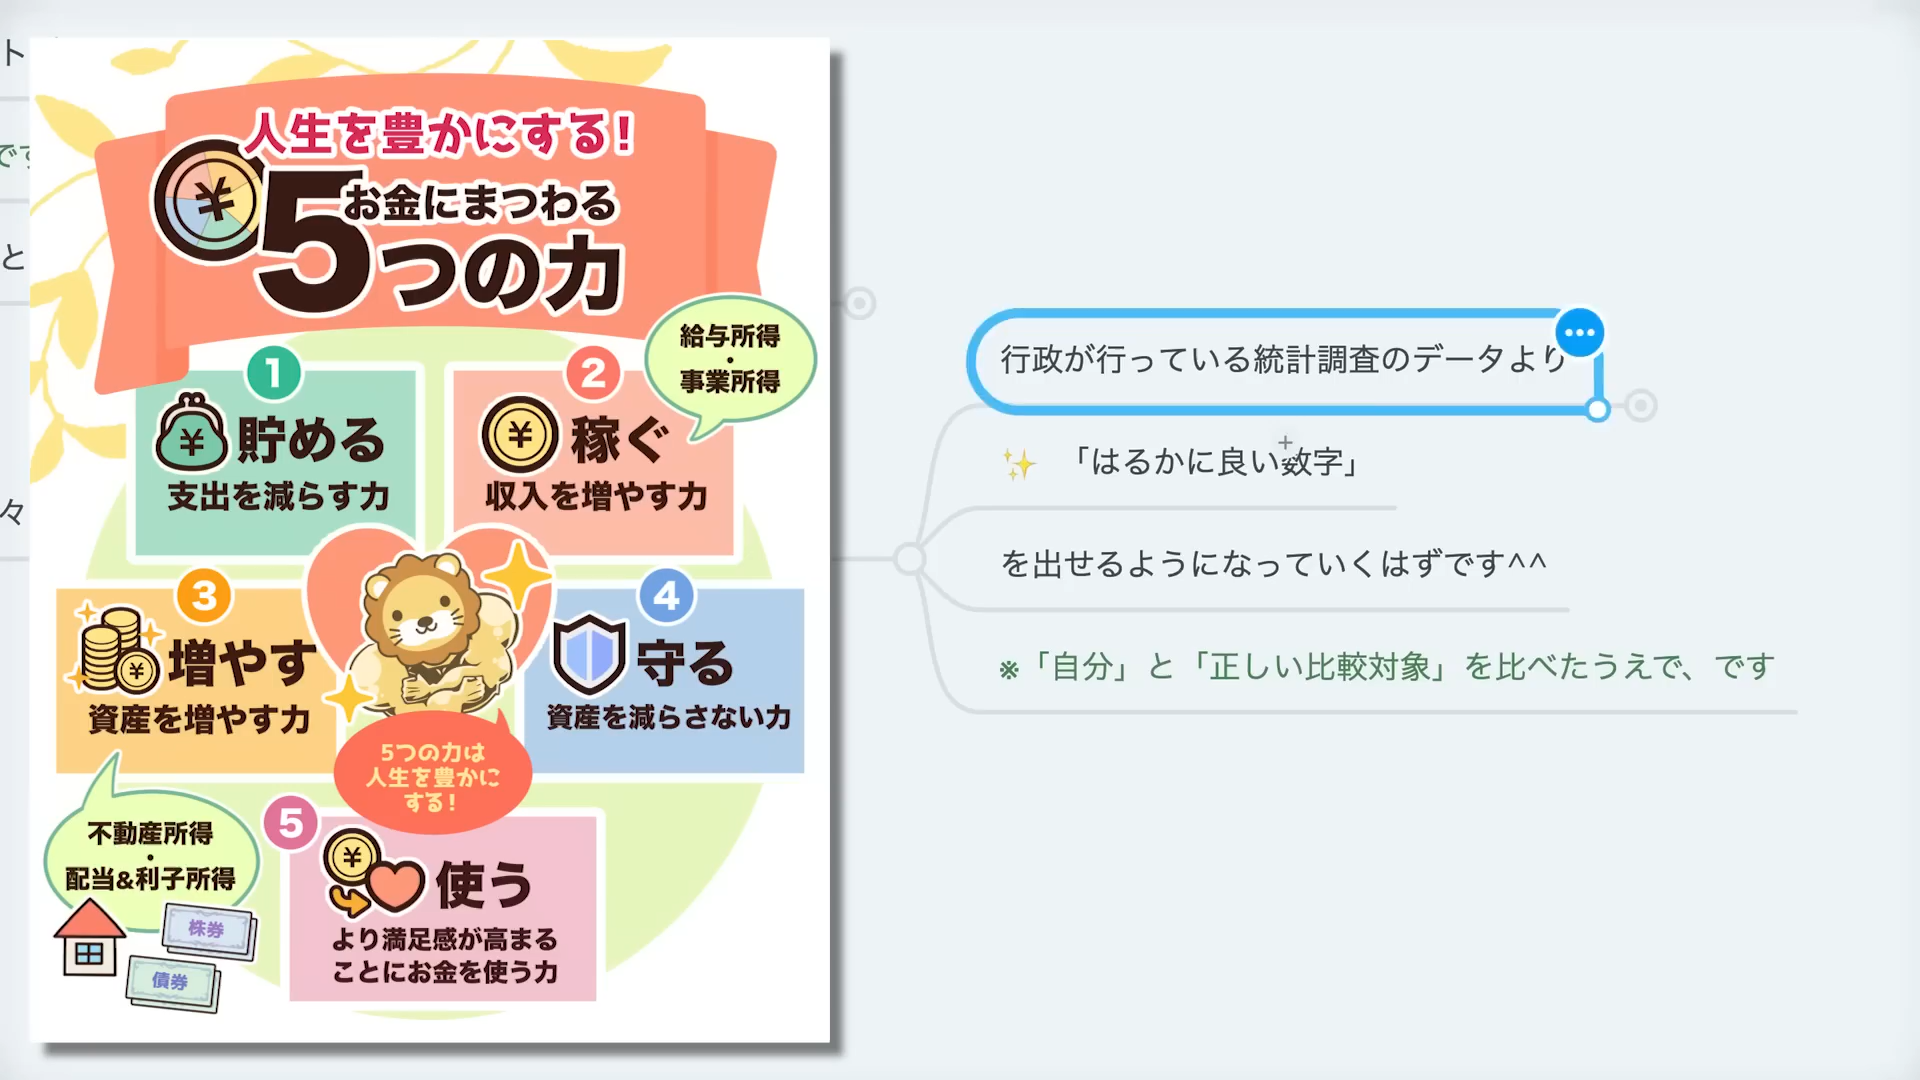 ト
です
と
々
人生を豊かにする!
お金にまつわる
5つの力
給与所得
・
事業所得
1
貯める
支出を減らす力
2
稼ぐ
収入を増やす力
3
増やす
資産を増やす力
4
守る
資産を減らさない力
5つの力は
人生を豊かに
する!
不動産所得
・
配当&利子所得
株券
債券
5
使う
より満足感が高まる
ことにお金を使う力
行政が行っている統計調査のデータより
✨ 「はるかに良い数字」
を出せるようになっていくはずです^^
※「自分」と「正しい比較対象」を比べたうえで、です